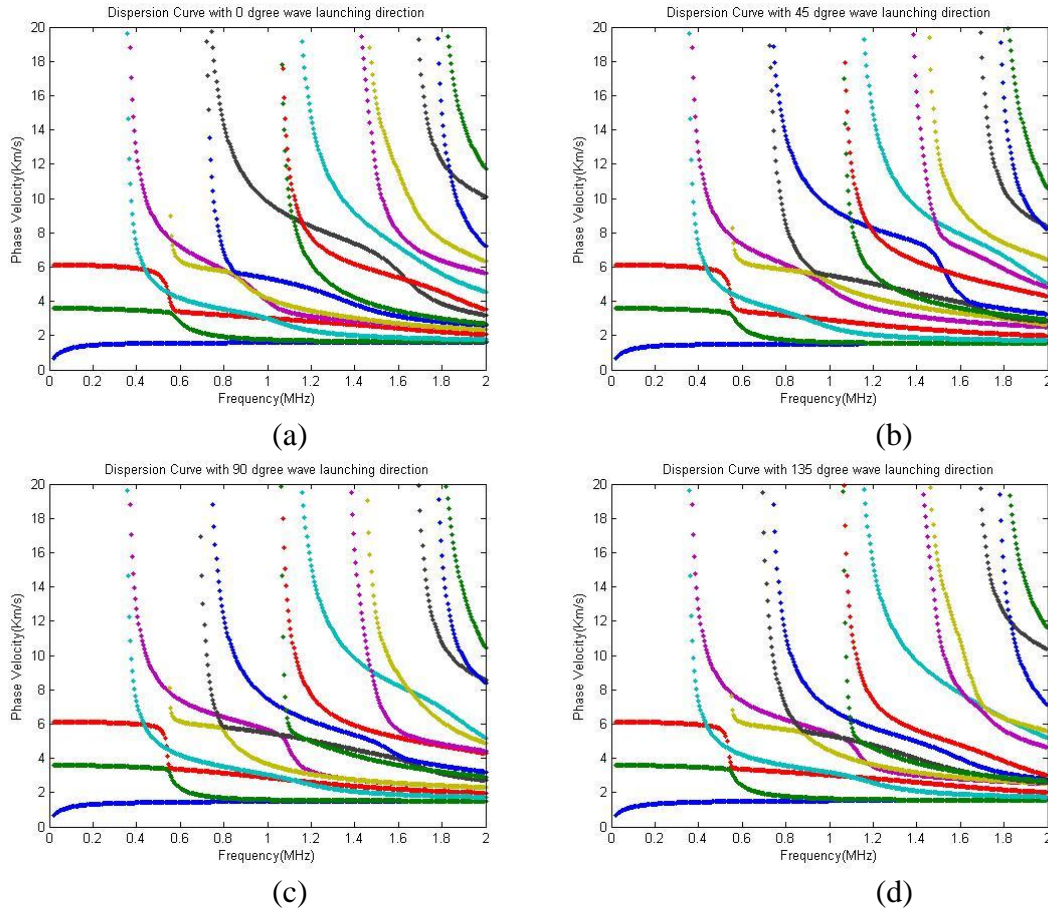 Dispersion Curve with 0 dgree wave launching direction
Phase Velocity(Km/s)
20
18
16
14
12
10
8
6
4
2
0
0 0.2 0.4 0.6 0.8 1 1.2 1.4 1.6 1.8 2
Frequency(MHz)
(a)
Dispersion Curve with 45 dgree wave launching direction
Phase Velocity(Km/s)
20
18
16
14
12
10
8
6
4
2
0
0 0.2 0.4 0.6 0.8 1 1.2 1.4 1.6 1.8 2
Frequency(MHz)
(b)
Dispersion Curve with 90 dgree wave launching direction
Phase Velocity(Km/s)
20
18
16
14
12
10
8
6
4
2
0
0 0.2 0.4 0.6 0.8 1 1.2 1.4 1.6 1.8 2
Frequency(MHz)
(c)
Dispersion Curve with 135 dgree wave launching direction
Phase Velocity(Km/s)
20
18
16
14
12
10
8
6
4
2
0
0 0.2 0.4 0.6 0.8 1 1.2 1.4 1.6 1.8 2
Frequency(MHz)
(d)